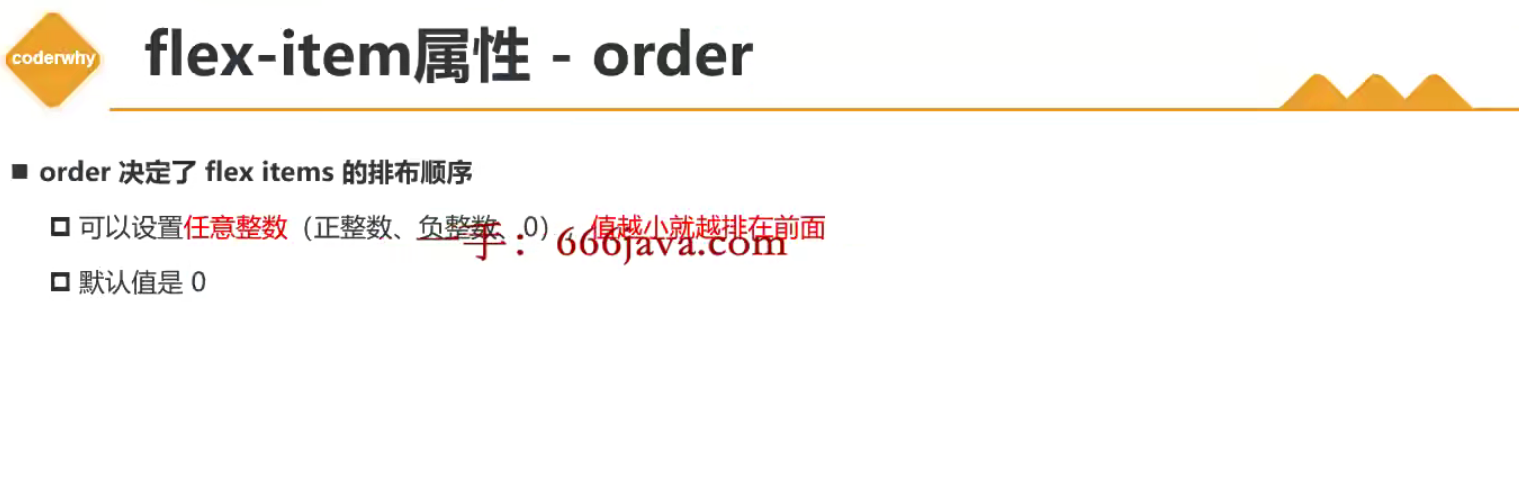 coderwhy
flex-item属性 - order
order 决定了 flex items 的排布顺序
可以设置任意整数（正整数、负整数、0），值越小就越排在前面
一手：666java.com
默认值是 0